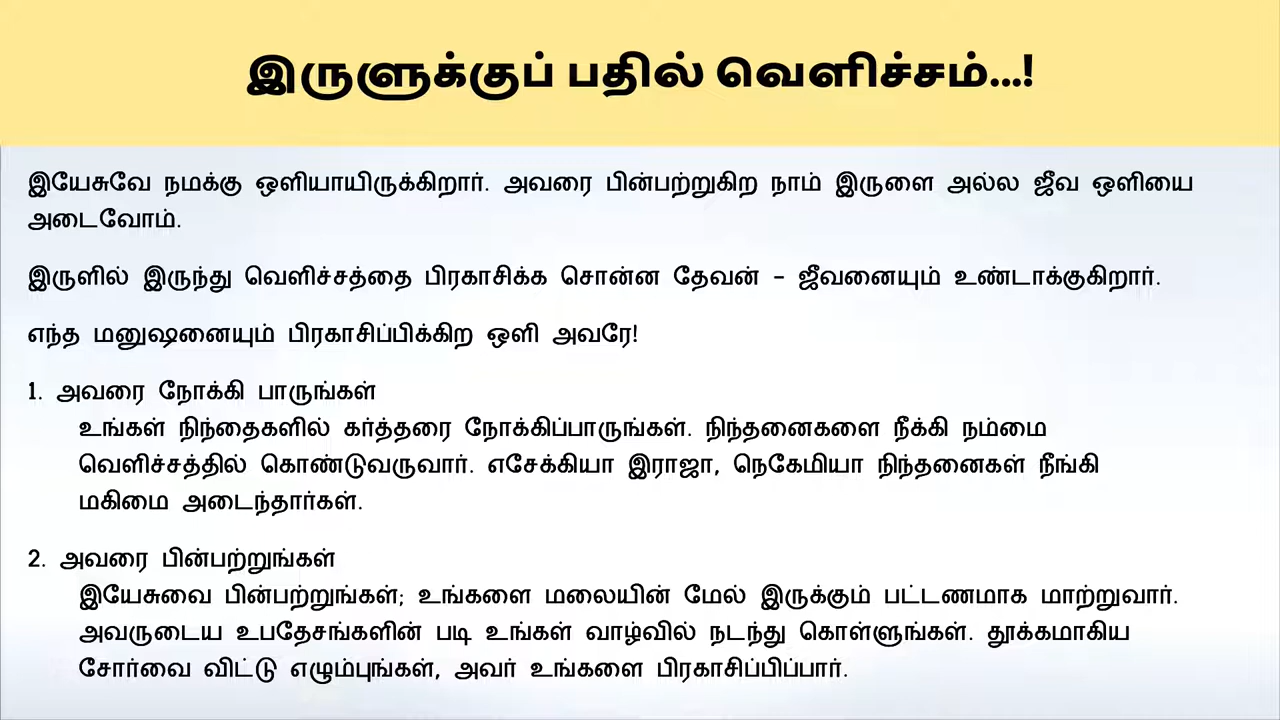 இருளுக்குப் பதில் வெளிச்சம்...!
இயேசுவே நமக்கு ஒளியாயிருக்கிறார். அவரை பின்பற்றுகிற நாம் இருளை அல்ல ஜீவ ஒளியை
அடைவோம்.
இருளில் இருந்து வெளிச்சத்தை பிரகாசிக்க சொன்ன தேவன் - ஜீவனையும் உண்டாக்குகிறார்.
எந்த மனுஷனையும் பிரகாசிப்பிக்கிற ஒளி அவரே!
1. அவரை நோக்கி பாருங்கள்
உங்கள் நிந்தைகளில் கர்த்தரை நோக்கிப்பாருங்கள். நிந்தனைகளை நீக்கி நம்மை
வெளிச்சத்தில் கொண்டுவருவார். எசேக்கியா இராஜா, நெகேமியா நிந்தனைகள் நீங்கி
மகிமை அடைந்தார்கள்.
2. அவரை பின்பற்றுங்கள்
இயேசுவை பின்பற்றுங்கள்; உங்களை மலையின் மேல் இருக்கும் பட்டணமாக மாற்றுவார்.
அவருடைய உபதேசங்களின் படி உங்கள் வாழ்வில் நடந்து கொள்ளுங்கள். தூக்கமாகிய
சோர்வை விட்டு எழும்புங்கள், அவர் உங்களை பிரகாசிப்பிப்பார்.